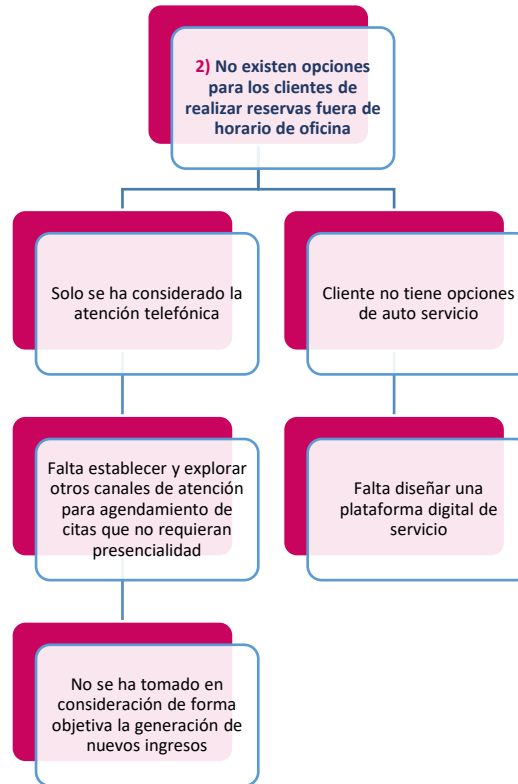 2) No existen opciones
para los clientes de
realizar reservas fuera de
horario de oficina
Solo se ha considerado la
atención telefónica
Cliente no tiene opciones
de auto servicio
Falta establecer y explorar
otros canales de atención
para agendamiento de
citas que no requieran
presencialidad
Falta diseñar una
plataforma digital de
servicio
No se ha tomado en
consideración de forma
objetiva la generación de
nuevos ingresos